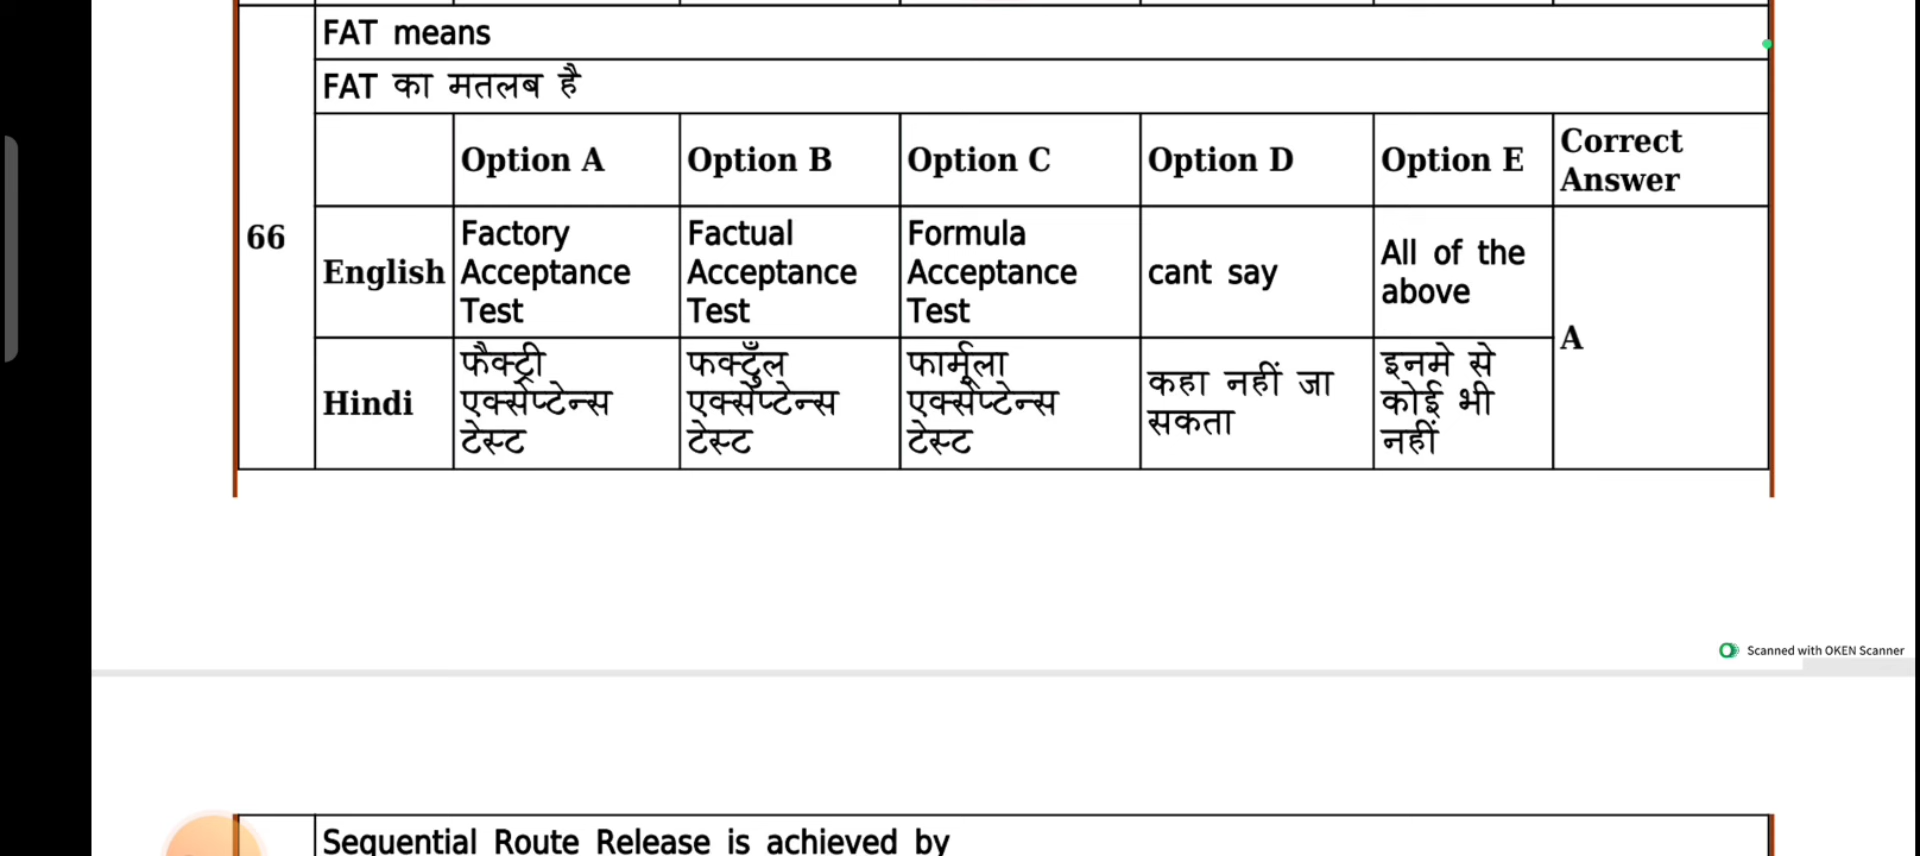 FAT means
FAT का मतलब है
Option A Option B Option C Option D Option E Correct Answer
66
English
Factory Acceptance Test
Factual Acceptance Test
Formula Acceptance Test
cant say
All of the above
A
Hindi
फैक्ट्री एक्सेप्टेन्स टेस्ट
फक्टुँल एक्सेप्टेन्स टेस्ट
फार्मूला एक्सेप्टेन्स टेस्ट
कहा नहीं जा सकता
इनमे से कोई भी नहीं
Scanned with OKEN Scanner
Sequential Route Release is achieved by